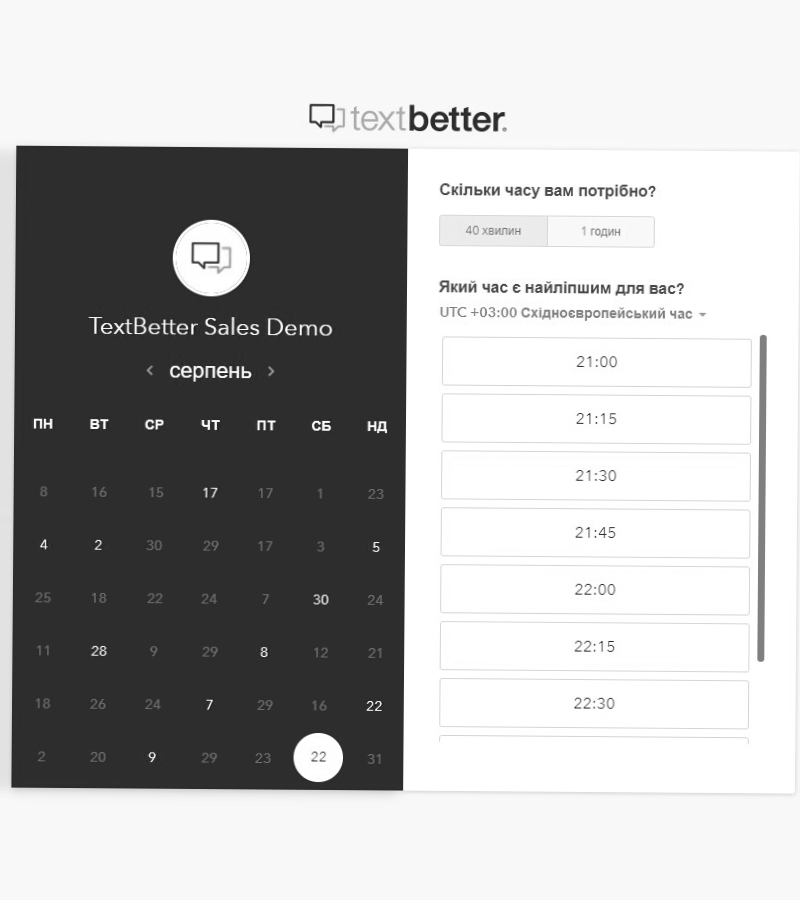 textbetter.
TextBetter Sales Demo
серпень
ПН ВТ СР ЧТ ПТ СБ НД
8 16 15 17 17 1 23
4 2 30 29 17 3 5
25 18 22 24 7 30 24
11 28 9 29 8 12 21
18 26 24 7 29 16 22
2 20 9 29 23 22 31
Скільки часу вам потрібно?
40 хвилин 1 годин
Який час є найліпшим для вас?
UTC +03:00 Східноєвропейський час
21:00
21:15
21:30
21:45
22:00
22:15
22:30